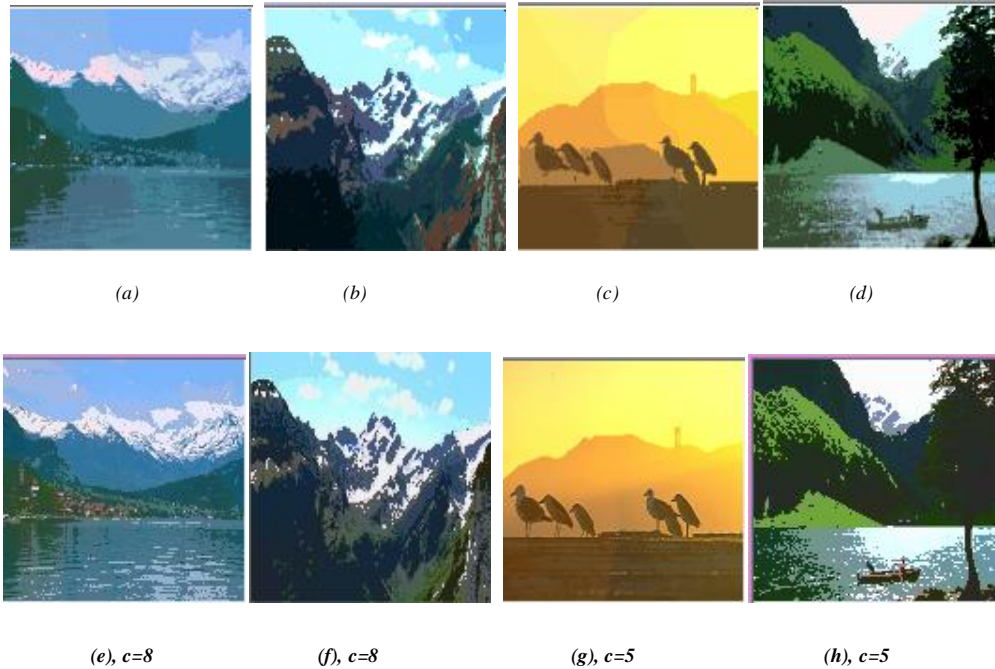 (a) (b) (c) (d)
(e), c=8 (f), c=8 (g), c=5 (h), c=5